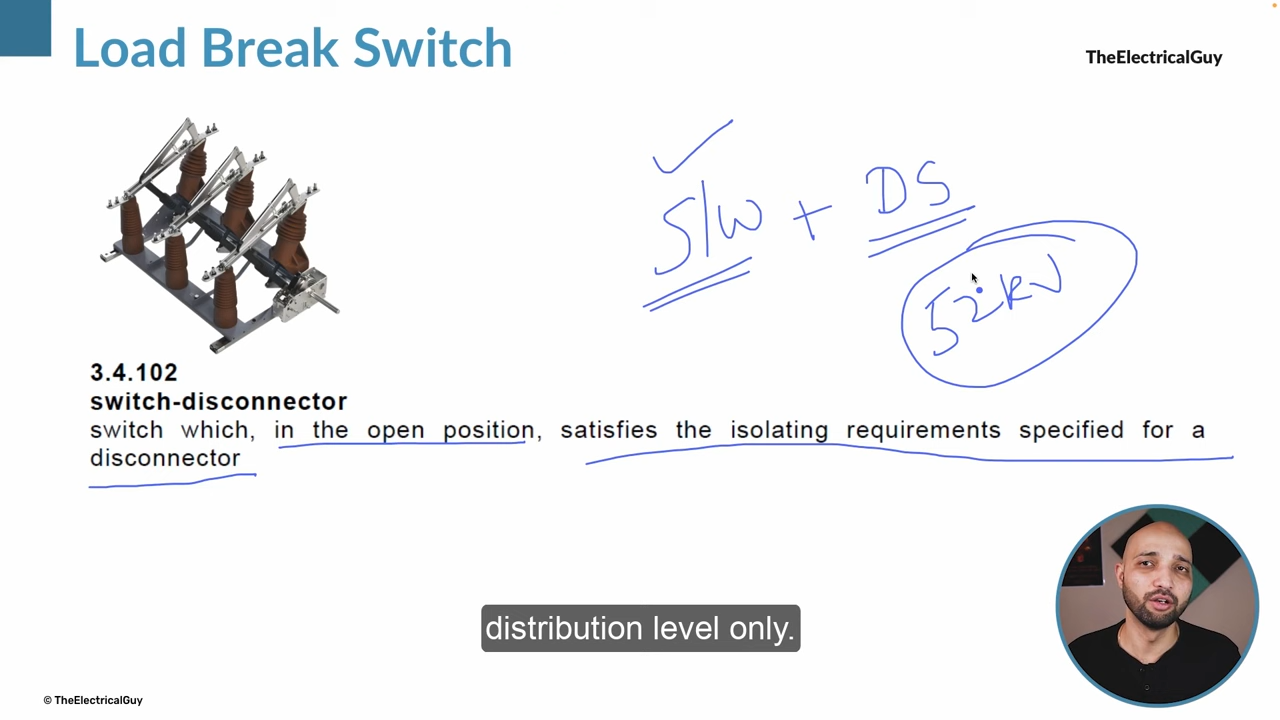 Load Break Switch
TheElectricalGuy
S/W + DS
52kV
3.4.102
switch-disconnector
switch which, in the open position, satisfies the isolating requirements specified for a
disconnector
distribution level only.
© TheElectricalGuy